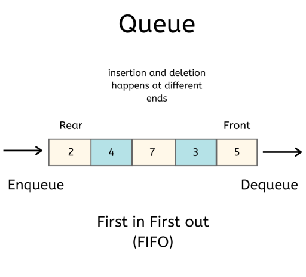 Queue
insertion and deletion
happens at different
ends
Rear
Front
2 4 7 3 5
Enqueue
Dequeue
First in First out
(FIFO)